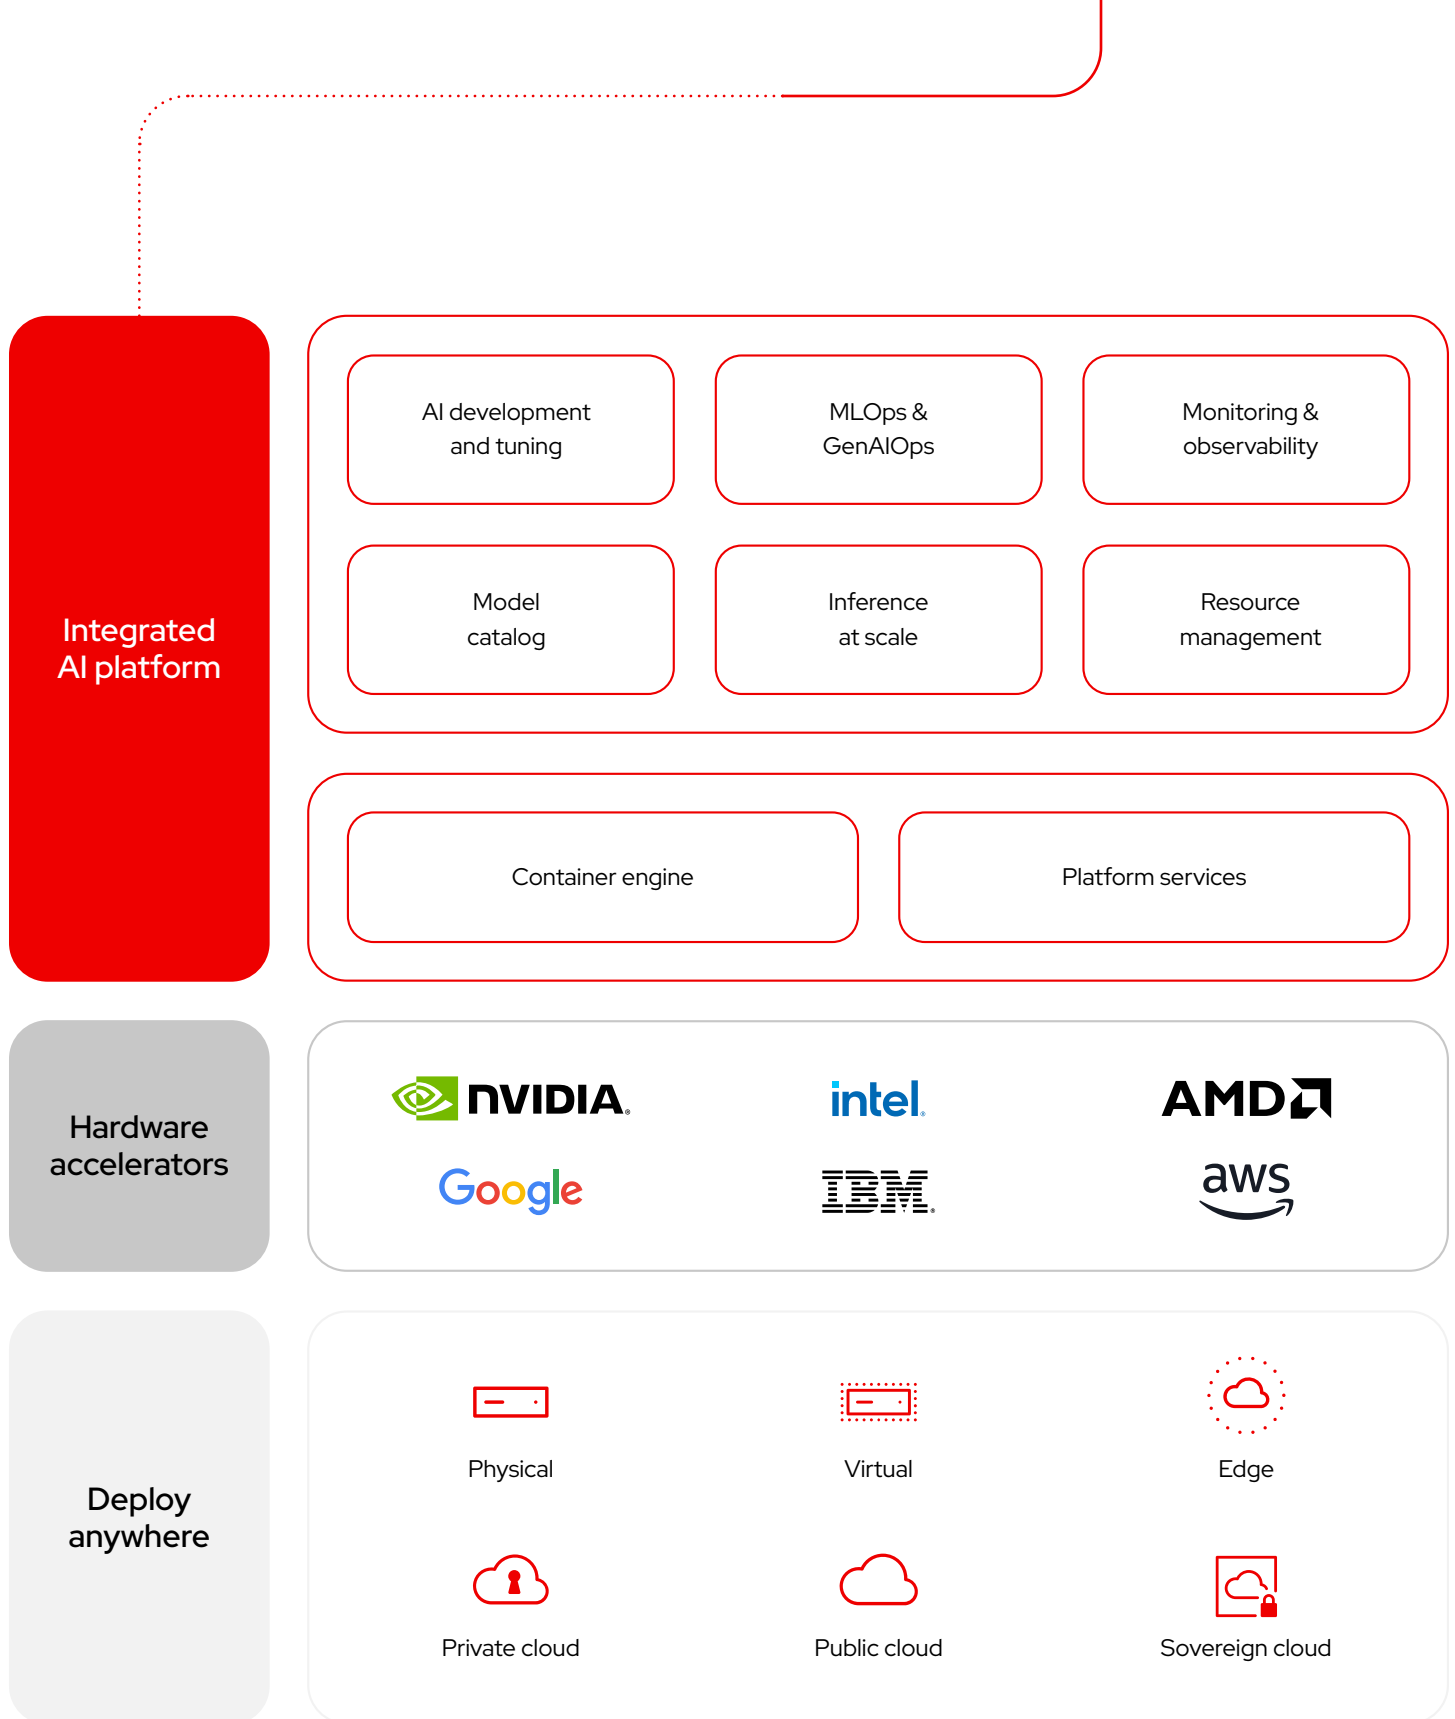 Integrated
AI platform
AI development
and tuning
MLOps &
GenAIOps
Monitoring &
observability
Model
catalog
Inference
at scale
Resource
management
Container engine
Platform services
Hardware
accelerators
NVIDIA®
intel®
AMD
Google
IBM®
aws
Deploy
anywhere
Physical
Virtual
Edge
Private cloud
Public cloud
Sovereign cloud